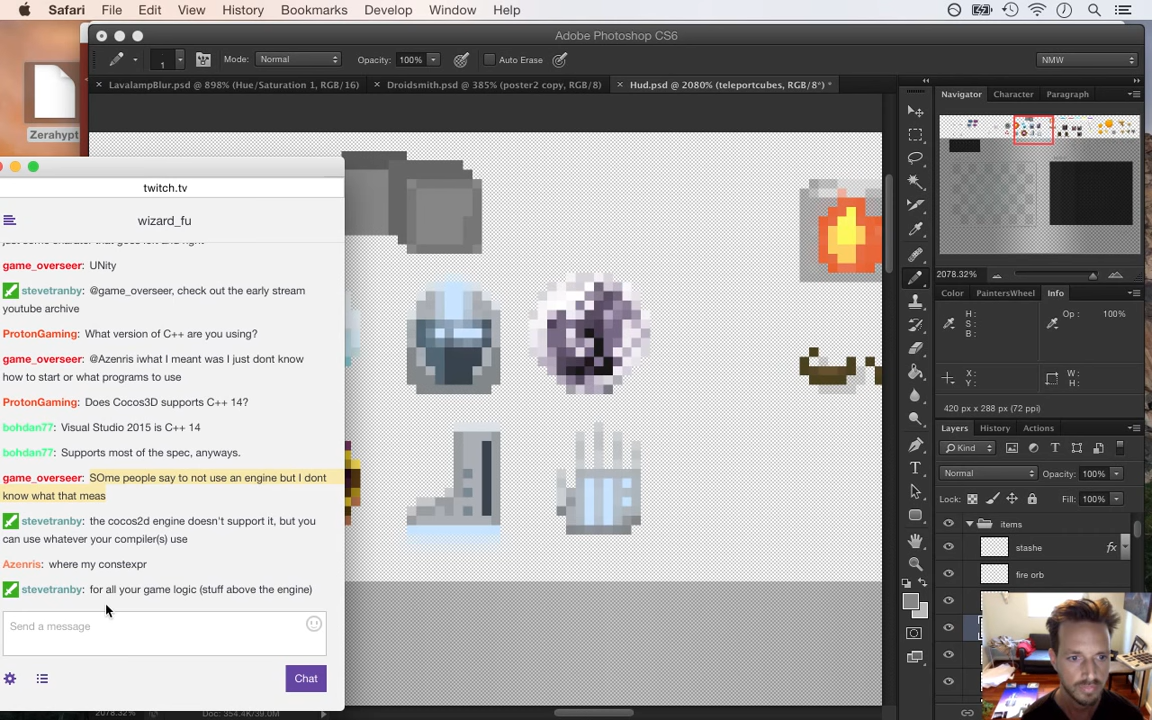 Safari File Edit View History Bookmarks Develop Window Help
Adobe Photoshop CS6
1 Mode: Normal Opacity: 100% Auto Erase NMW
LavalampBlur.psd @ 898% (Hue/Saturation 1, RGB/16) Droidsmith.psd @ 385% (poster2 copy, RGB/8) Hud.psd @ 2080% (teleportcubes, RGB/8*) *
Navigator Character Paragraph
Zerahypt
twitch.tv
wizard_fu
game_overseer: UNity
stevetranby: @game_overseer, check out the early stream
youtube archive
ProtonGaming: What version of C++ are you using?
game_overseer: @Azenris what I meant was I just dont know
how to start or what programs to use
ProtonGaming: Does Cocos3D supports C++ 14?
bohdan77: Visual Studio 2015 is C++ 14
bohdan77: Supports most of the spec, anyways.
game_overseer: SOme people say to not use an engine but I dont
know what that meas
stevetranby: the cocos2d engine doesn't support it, but you
can use whatever your compiler(s) use
Azenris: where my constexpr
stevetranby: for all your game logic (stuff above the engine)
Send a message
Chat
2078.32%
Color PaintersWheel Info
H: Op: 100%
S:
B:
X: W:
Y: H:
420 px x 288 px (72 ppi)
Layers History Actions
Kind
Normal Opacity: 100%
Lock: Fill: 100%
items
stashe fx
fire orb